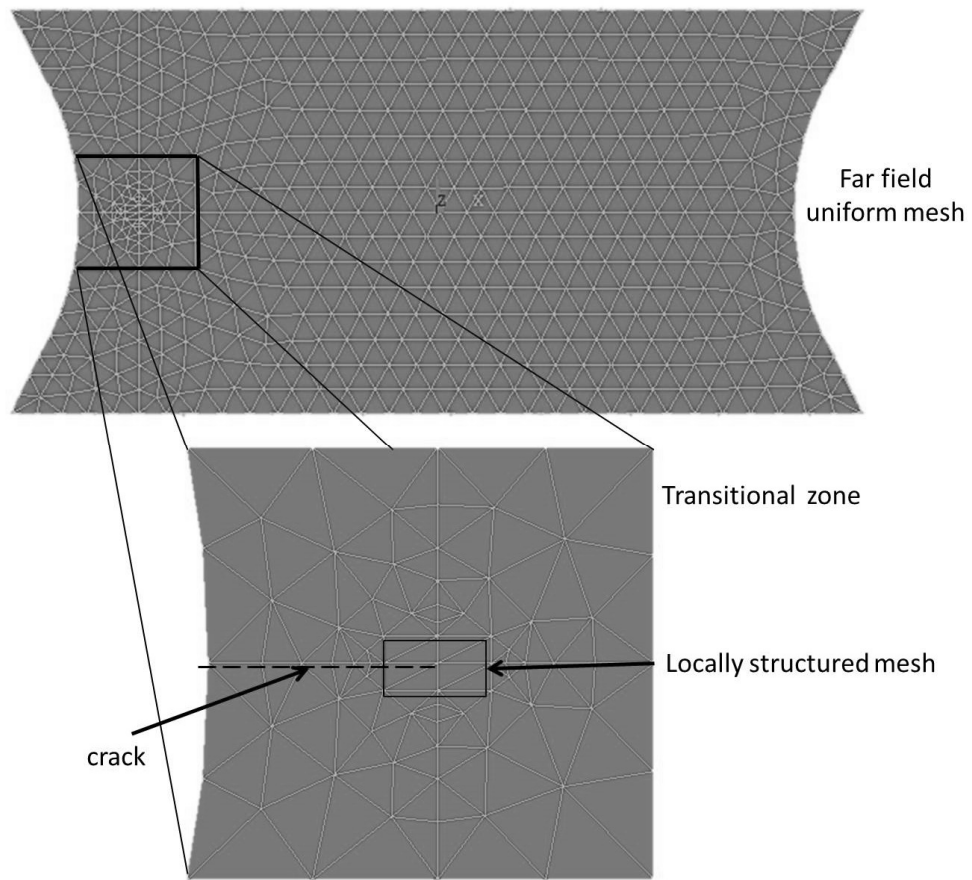 z x
Far field
uniform mesh
Transitional zone
Locally structured mesh
crack